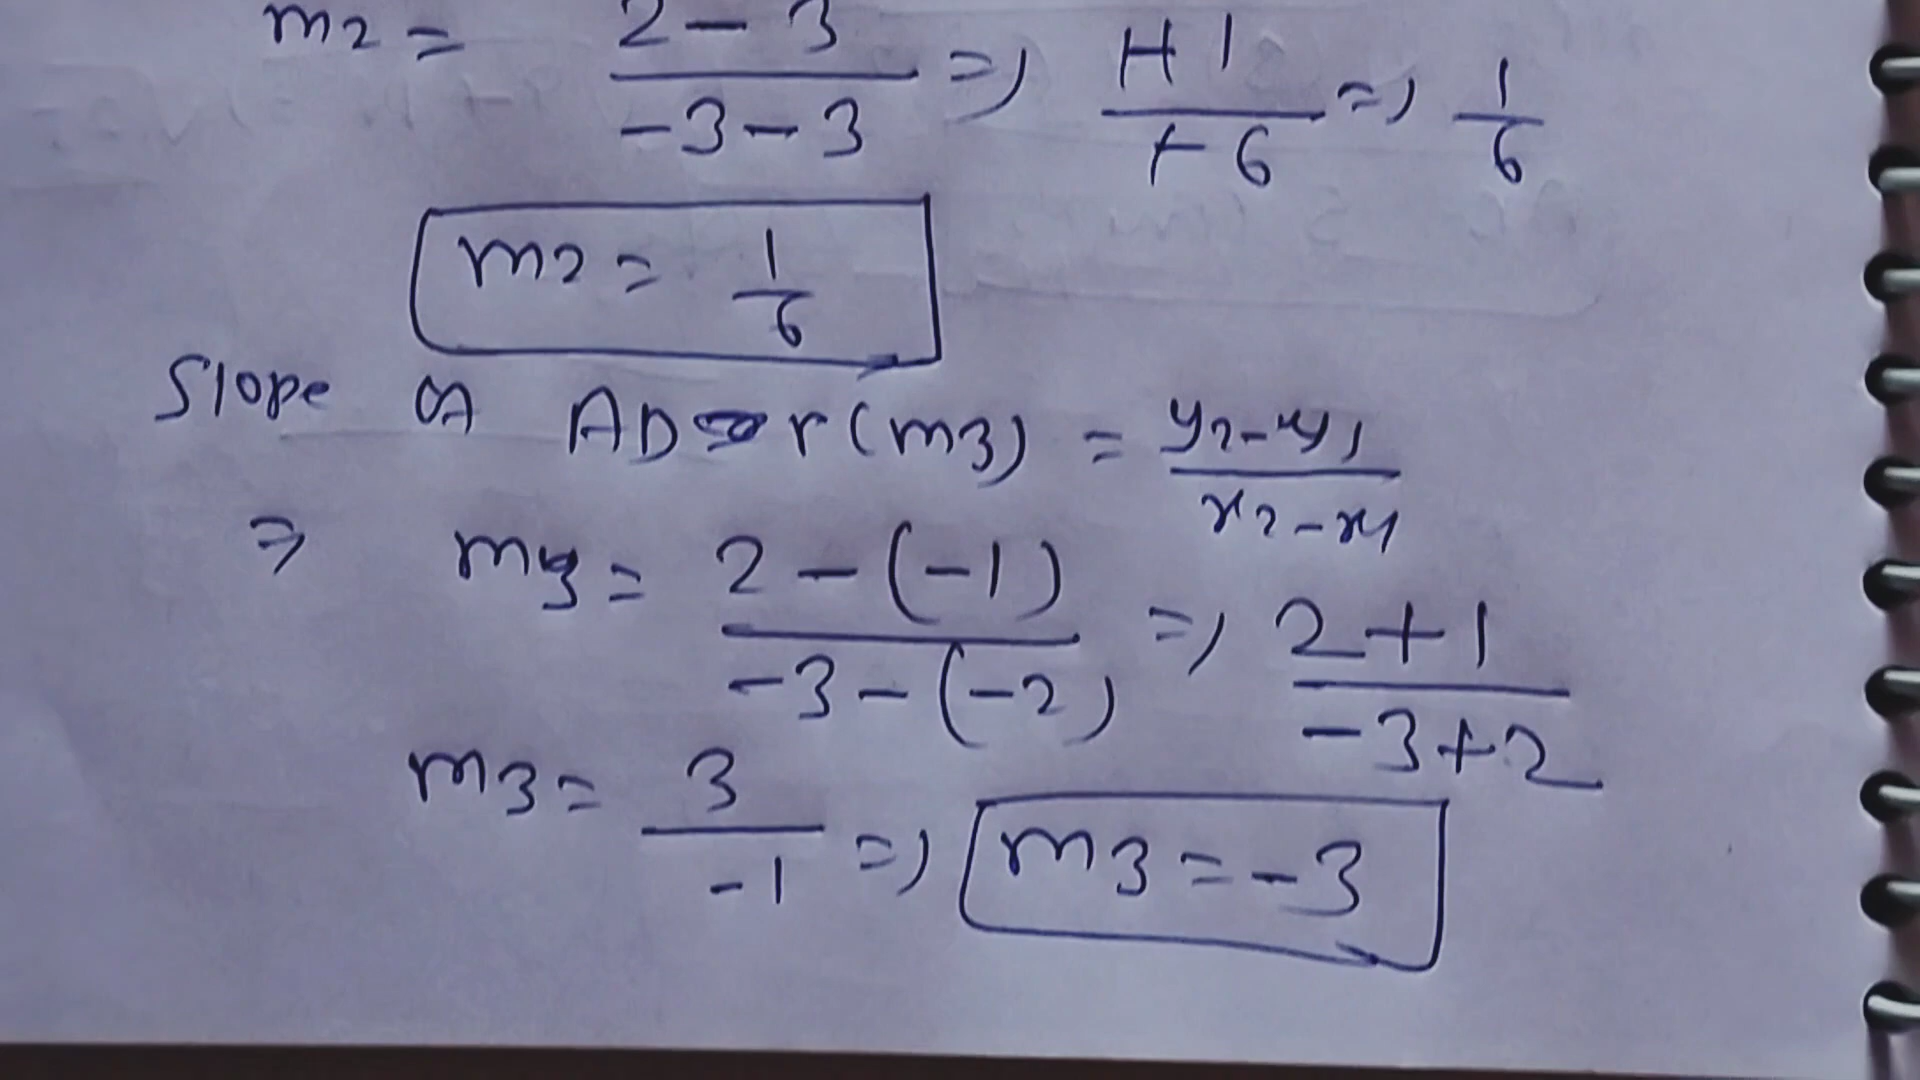 m2 = 2 - 3 / -3 - 3 => +1 / +6 => 1/6
m2 = 1/6
Slope of AD or (m3) = y2 - y1 / x2 - x1
=> m3 = 2 - (-1) / -3 - (-2) => 2 + 1 / -3 + 2
m3 = 3 / -1 => m3 = -3